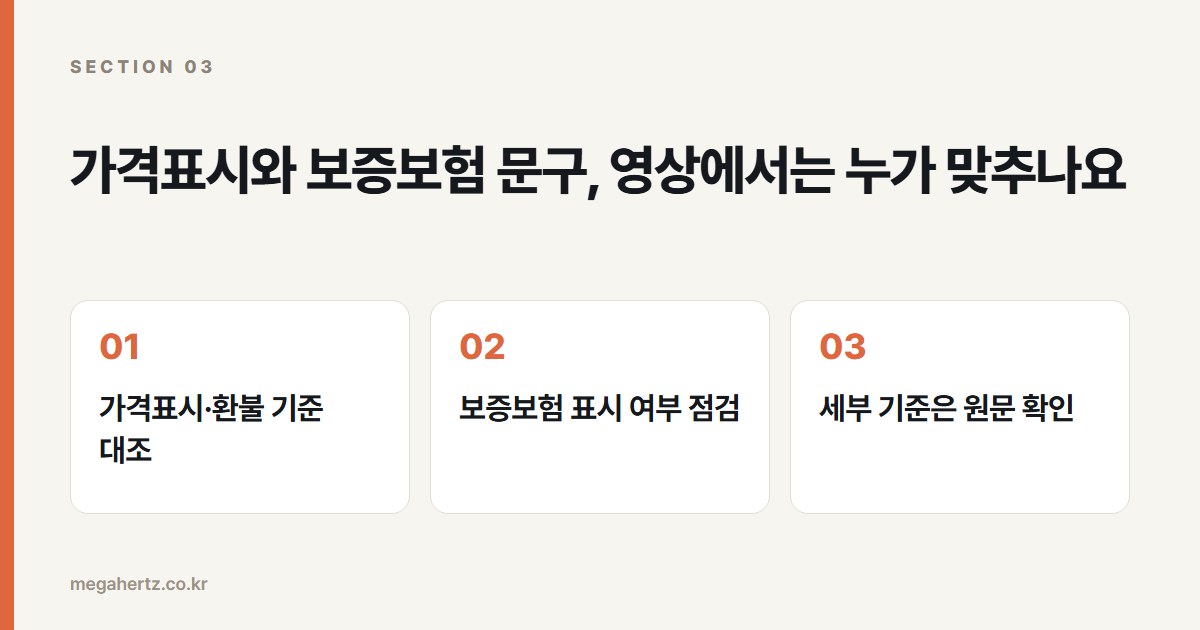 SECTION 03
가격표시와 보증보험 문구, 영상에서는 누가 맞추나요
01
가격표시·환불 기준
대조
02
보증보험 표시 여부 점검
03
세부 기준은 원문 확인
megahertz.co.kr